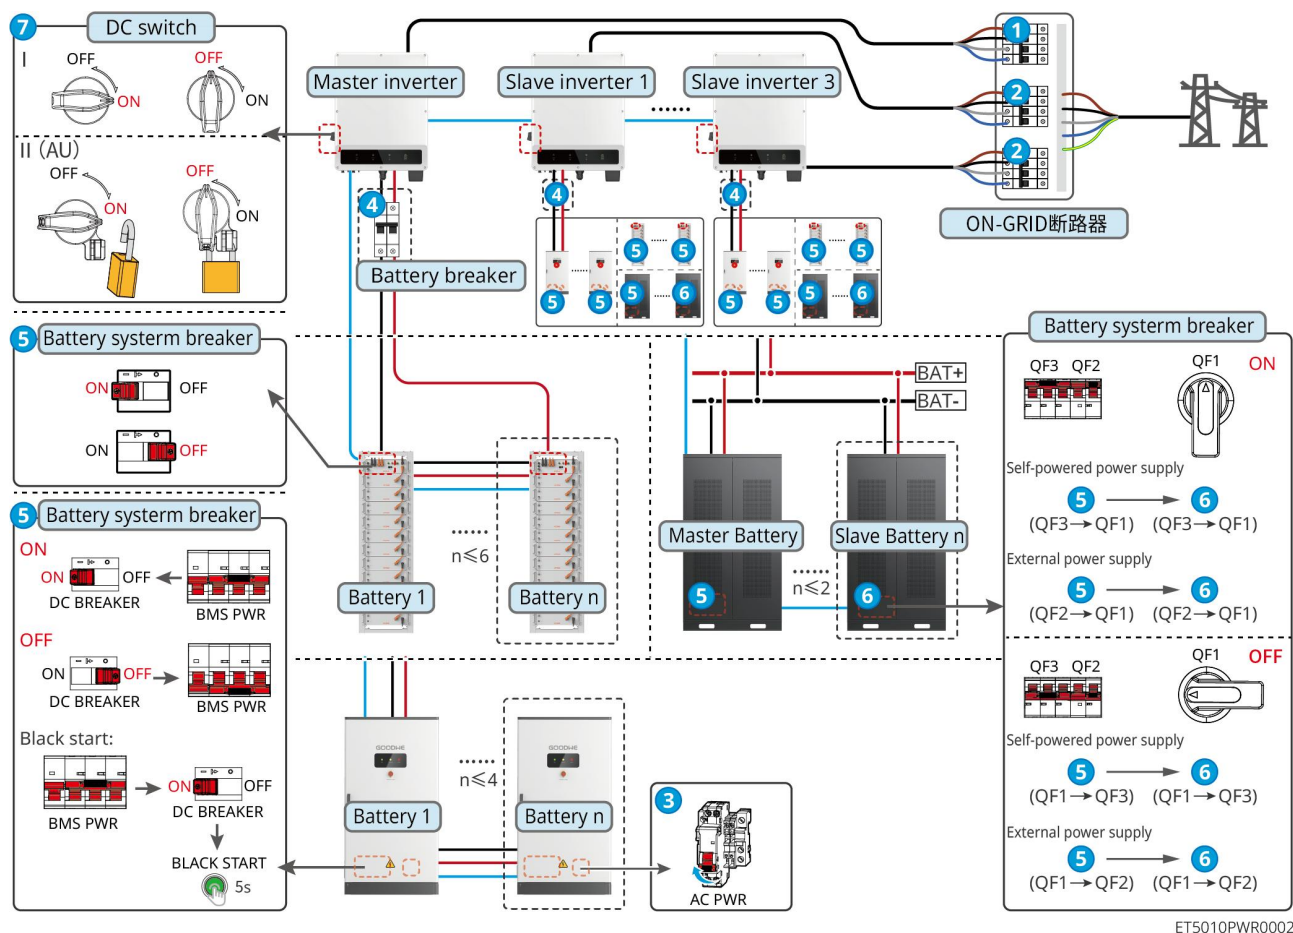 7
DC switch
I
OFF
ON
OFF
ON
II (AU)
OFF
ON
OFF
ON
Master inverter
Slave inverter 1
Slave inverter 3
······
1
2
2
ON-GRID断路器
4
Battery breaker
4
4
5
5
5
5
5
6
5
5
5
5
5
6
5
Battery systerm breaker
ON
OFF
ON
OFF
5
Battery systerm breaker
ON
ON
OFF
DC BREAKER
BMS PWR
OFF
ON
OFF
DC BREAKER
BMS PWR
Black start:
ON
OFF
BMS PWR
DC BREAKER
BLACK START
5s
······
n≤6
Battery 1
Battery n
BAT+
BAT-
Master Battery
Slave Battery n
······
n≤2
5
6
GOODWE
GOODWE
······
n≤4
Battery 1
Battery n
3
AC PWR
Battery systerm breaker
QF3
QF2
QF1
ON
Self-powered power supply
5
6
(QF3→QF1)
(QF3→QF1)
External power supply
5
6
(QF2→QF1)
(QF2→QF1)
QF3
QF2
QF1
OFF
Self-powered power supply
5
6
(QF1→QF3)
(QF1→QF3)
External power supply
5
6
(QF1→QF2)
(QF1→QF2)
ET5010PWR0002